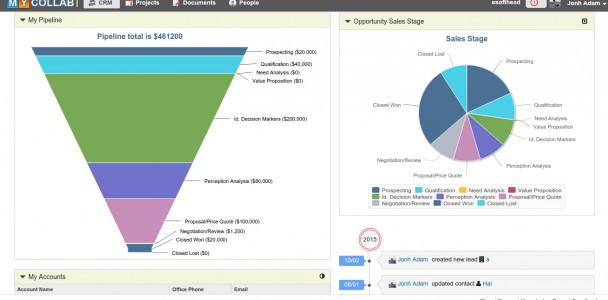 MYCOLLAB
CRM
Projects
Documents
People
esofthead
Jonh Adam
My Pipeline
Pipeline total is $461200
Prospecting ($20,000)
Qualification ($40,000)
Need Analysis ($0)
Value Proposition ($0)
Id. Decision Markers ($200,000)
Perception Analysis ($80,000)
Proposal/Price Quote ($100,000)
Negotiation/Review ($1,200)
Closed Won ($20,000)
Closed Lost ($0)
My Accounts
Account Name Office Phone Email
Opportunity Sales Stage
Sales Stage
Closed Lost
Prospecting
Closed Won
Qualification
Need Analysis
Value Proposition
Id. Decision Markers
Negotiation/Review
Perception Analysis
Proposal/Price Quote
Prospecting Qualification Need Analysis Value Proposition
Id. Decision Markers Perception Analysis Proposal/Price Quote
Negotiation/Review Closed Won Closed Lost
2015
10/02 Jonh Adam created new lead a
06/01 Jonh Adam updated contact Hai